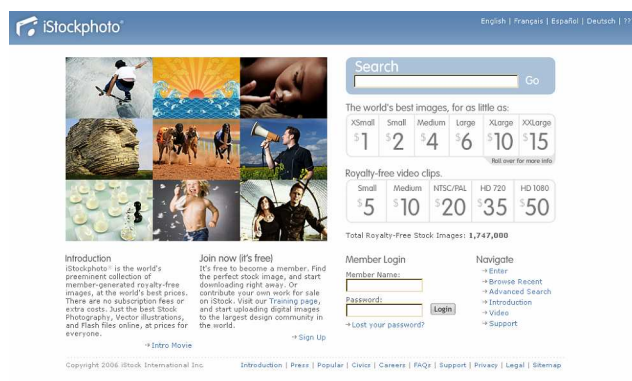 iStockphoto®
English | Français | Español | Deutsch | ??
Search
Go
The world's best images, for as little as:
XSmall Small Medium Large XLarge XXLarge
$1 $2 $4 $6 $10 $15
Roll over for more info
Royalty-free video clips.
Small Medium NTSC/PAL HD 720 HD 1080
$5 $10 $20 $35 $50
Total Royalty-Free Stock Images: 1,747,000
Introduction
iStockphoto® is the world's
preeminent collection of
member-generated royalty-free
images, at the world's best prices.
There are no subscription fees or
extra costs. Just the best Stock
Photography, Vector illustrations,
and Flash files online, at prices for
everyone.
→ Intro Movie
Join now (it's free)
It's free to become a member. Find
the perfect stock image, and start
downloading right away. Or
contribute your own work for sale
on iStock. Visit our Training page,
and start uploading digital images
to the largest design community in
the world.
→ Sign Up
Member Login
Member Name:
Password:
Login
→ Lost your password?
Navigate
→ Enter
→ Browse Recent
→ Advanced Search
→ Introduction
→ Video
→ Support
Copyright 2006 iStock International Inc.
Introduction | Press | Popular | Civics | Careers | FAQs | Support | Privacy | Legal | Sitemap